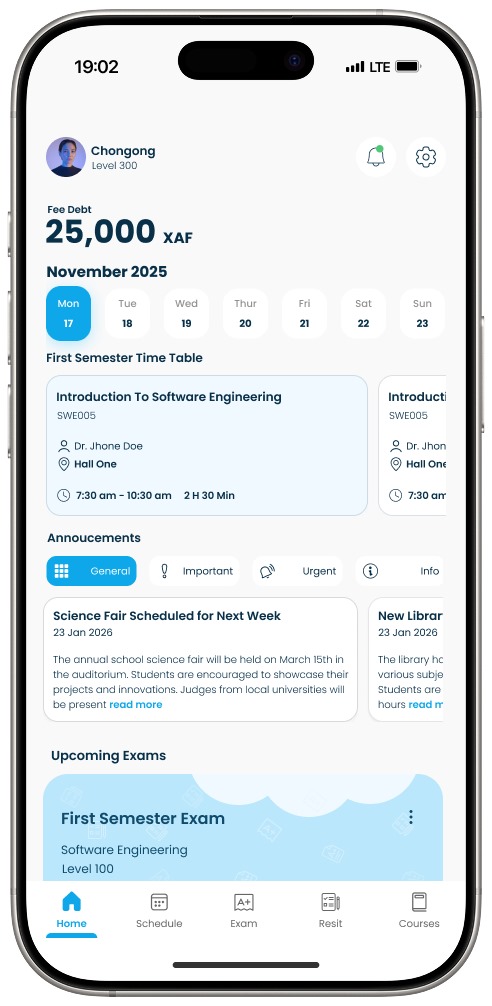 19:02
LTE
Chongong
Level 300
Fee Debt
25,000 XAF
November 2025
Mon Tue Wed Thur Fri Sat Sun
17 18 19 20 21 22 23
First Semester Time Table
Introduction To Software Engineering
SWE005
Dr. Jhone Doe
Hall One
7:30 am - 10:30 am 2 H 30 Min
Introducti
SWE005
Dr. Jhon
Hall One
7:30 am
Annoucements
General Important Urgent Info
Science Fair Scheduled for Next Week
23 Jan 2026
The annual school science fair will be held on March 15th in
the auditorium. Students are encouraged to showcase their
projects and innovations. Judges from local universities will
be present read more
New Librar
23 Jan 2026
The library ho
various subje
Students are
hours read m
Upcoming Exams
First Semester Exam
Software Engineering
Level 100
A+
Home Schedule Exam Resit Courses